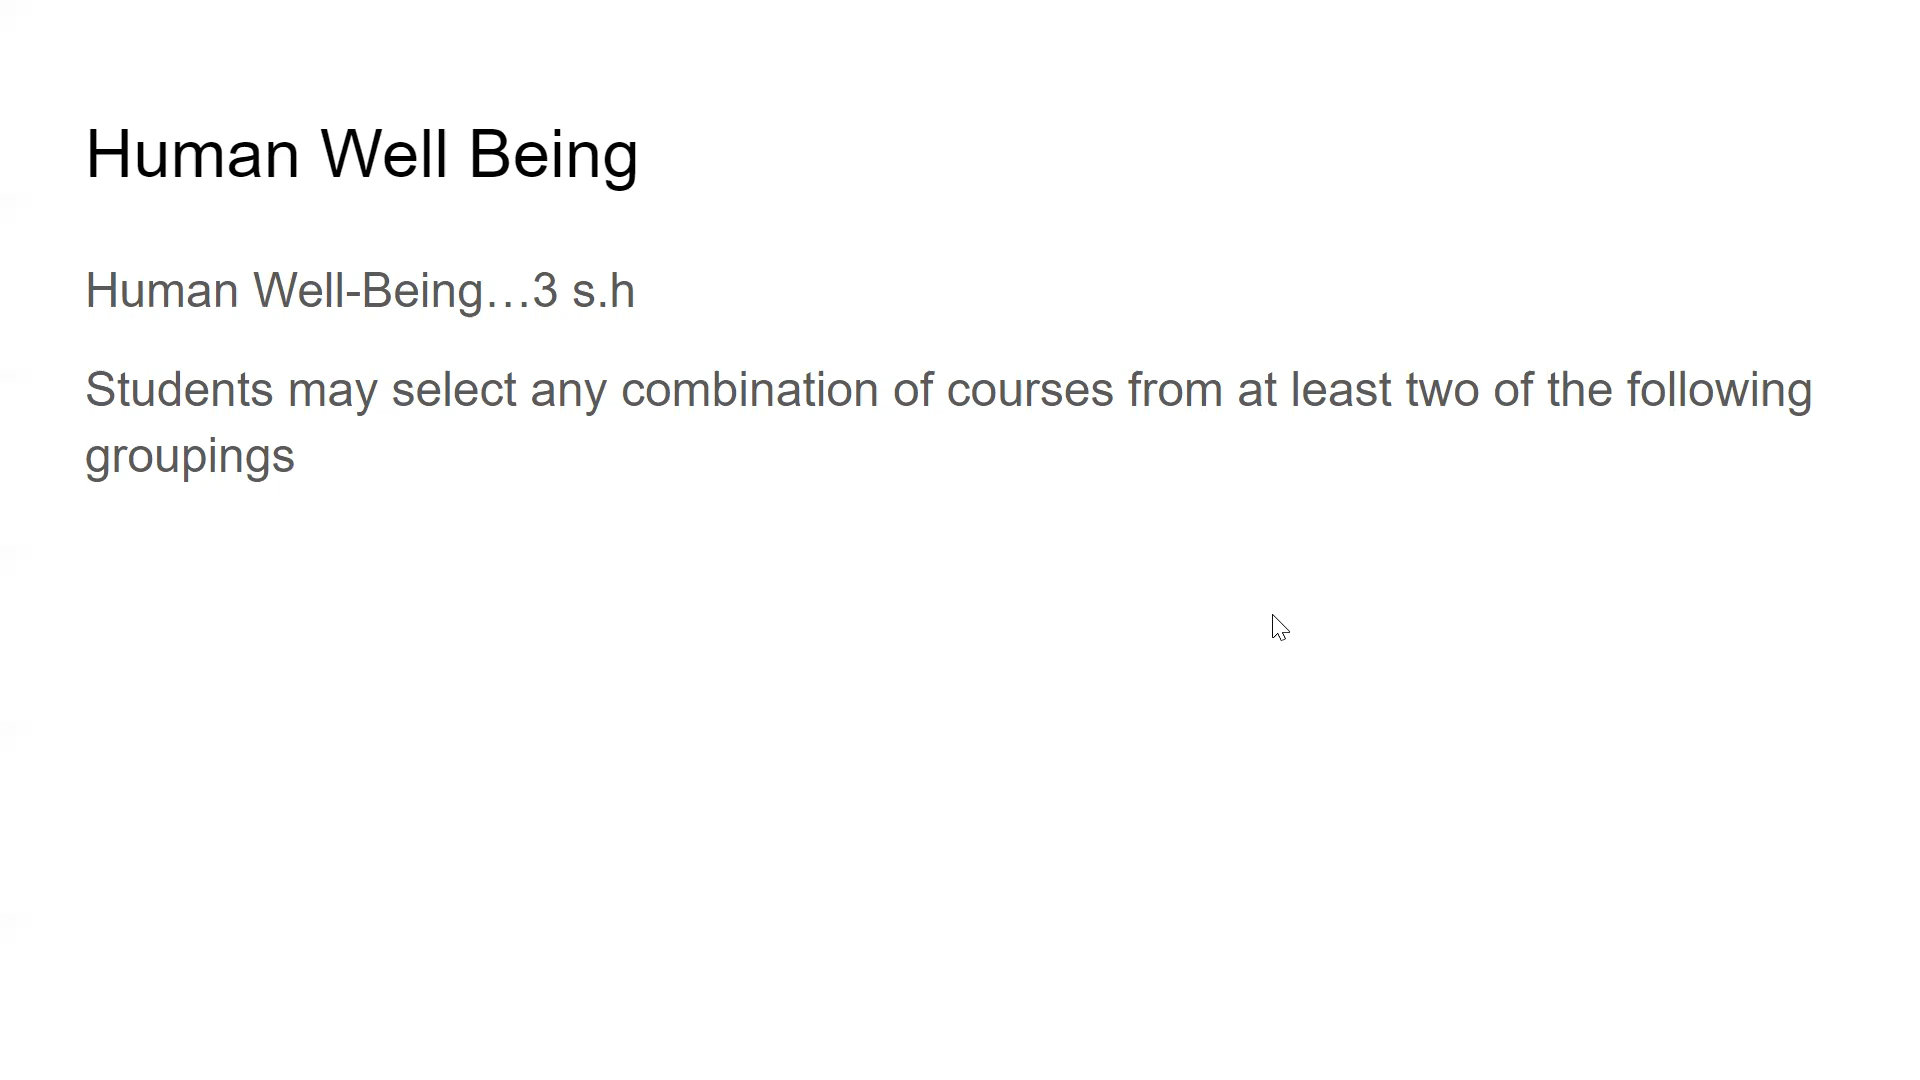 Human Well Being
Human Well-Being…3 s.h
Students may select any combination of courses from at least two of the following
groupings